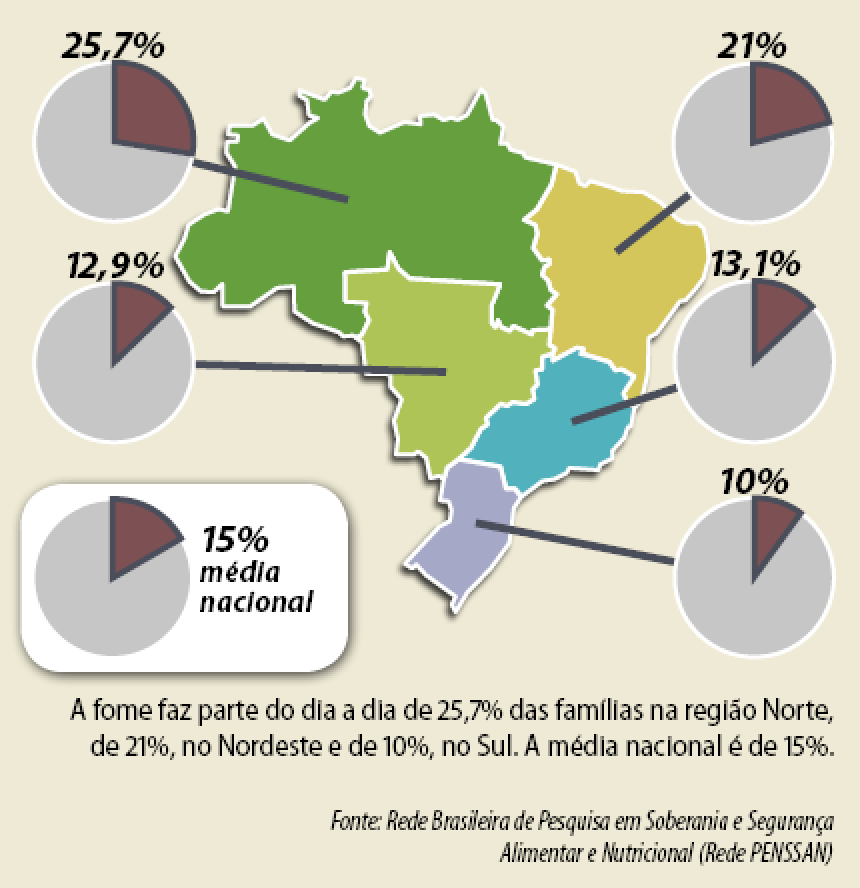 25,7%
21%
12,9%
13,1%
15%
média
nacional
10%
A fome faz parte do dia a dia de 25,7% das famílias na região Norte,
de 21%, no Nordeste e de 10%, no Sul. A média nacional é de 15%.
Fonte: Rede Brasileira de Pesquisa em Soberania e Segurança
Alimentar e Nutricional (Rede PENSSAN)